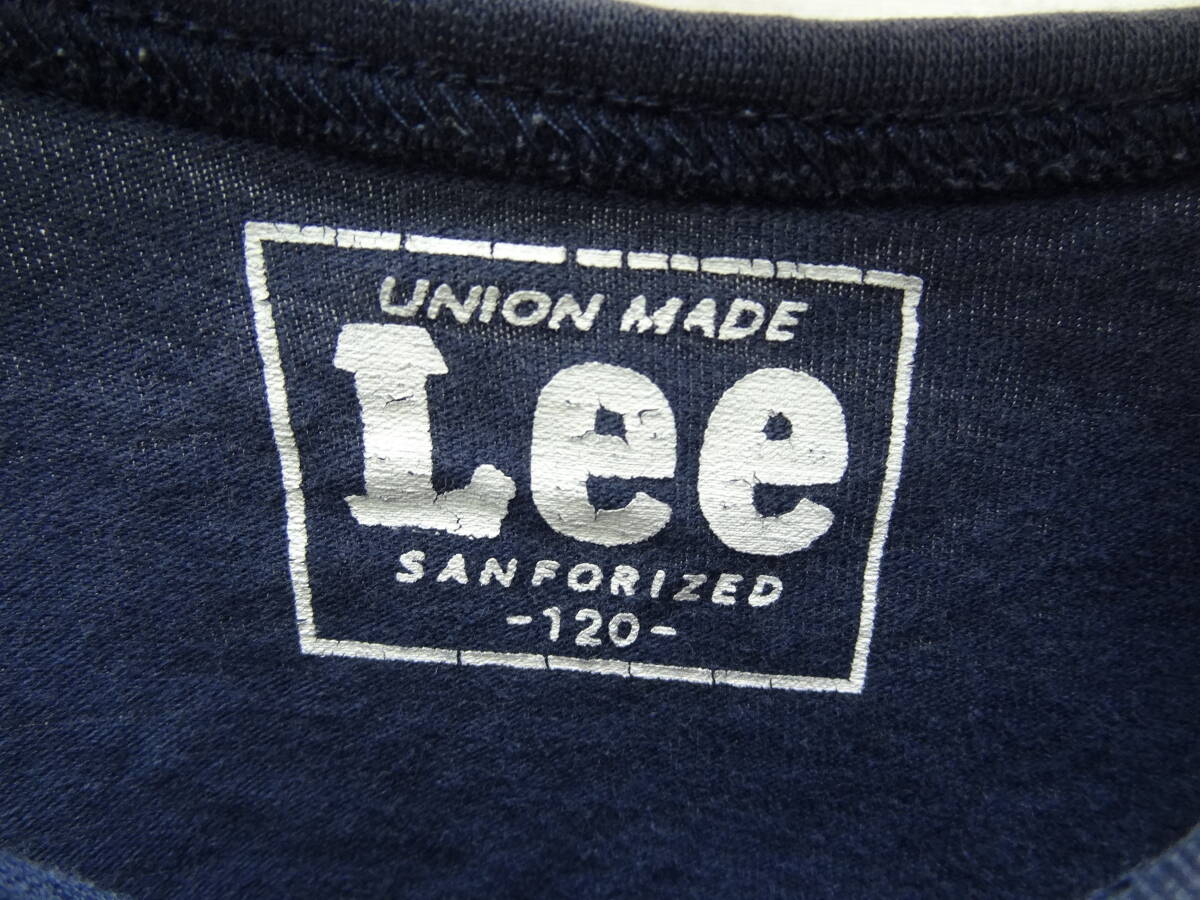 UNION MADE
Lee
SANFORIZED
-120-